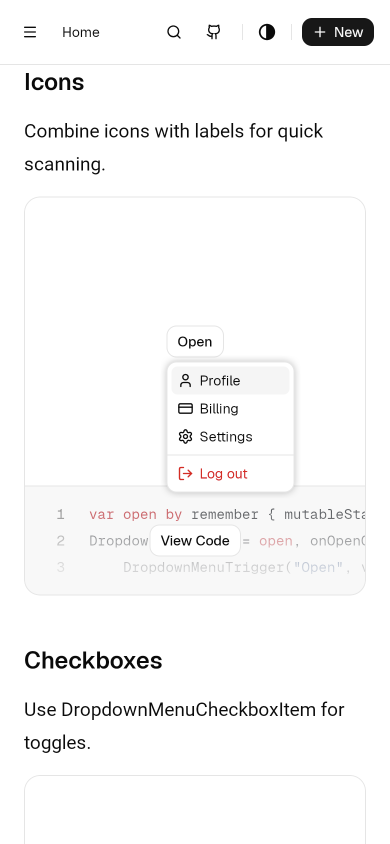 Home
New
Icons
Combine icons with labels for quick
scanning.
Open
Profile
Billing
Settings
Log out
1 var open by remember { mutableSta
2 Dropdow
View Code
= open, onOpenC
3 DropdownMenuTrigger("Open",
Checkboxes
Use DropdownMenuCheckboxItem for
toggles.